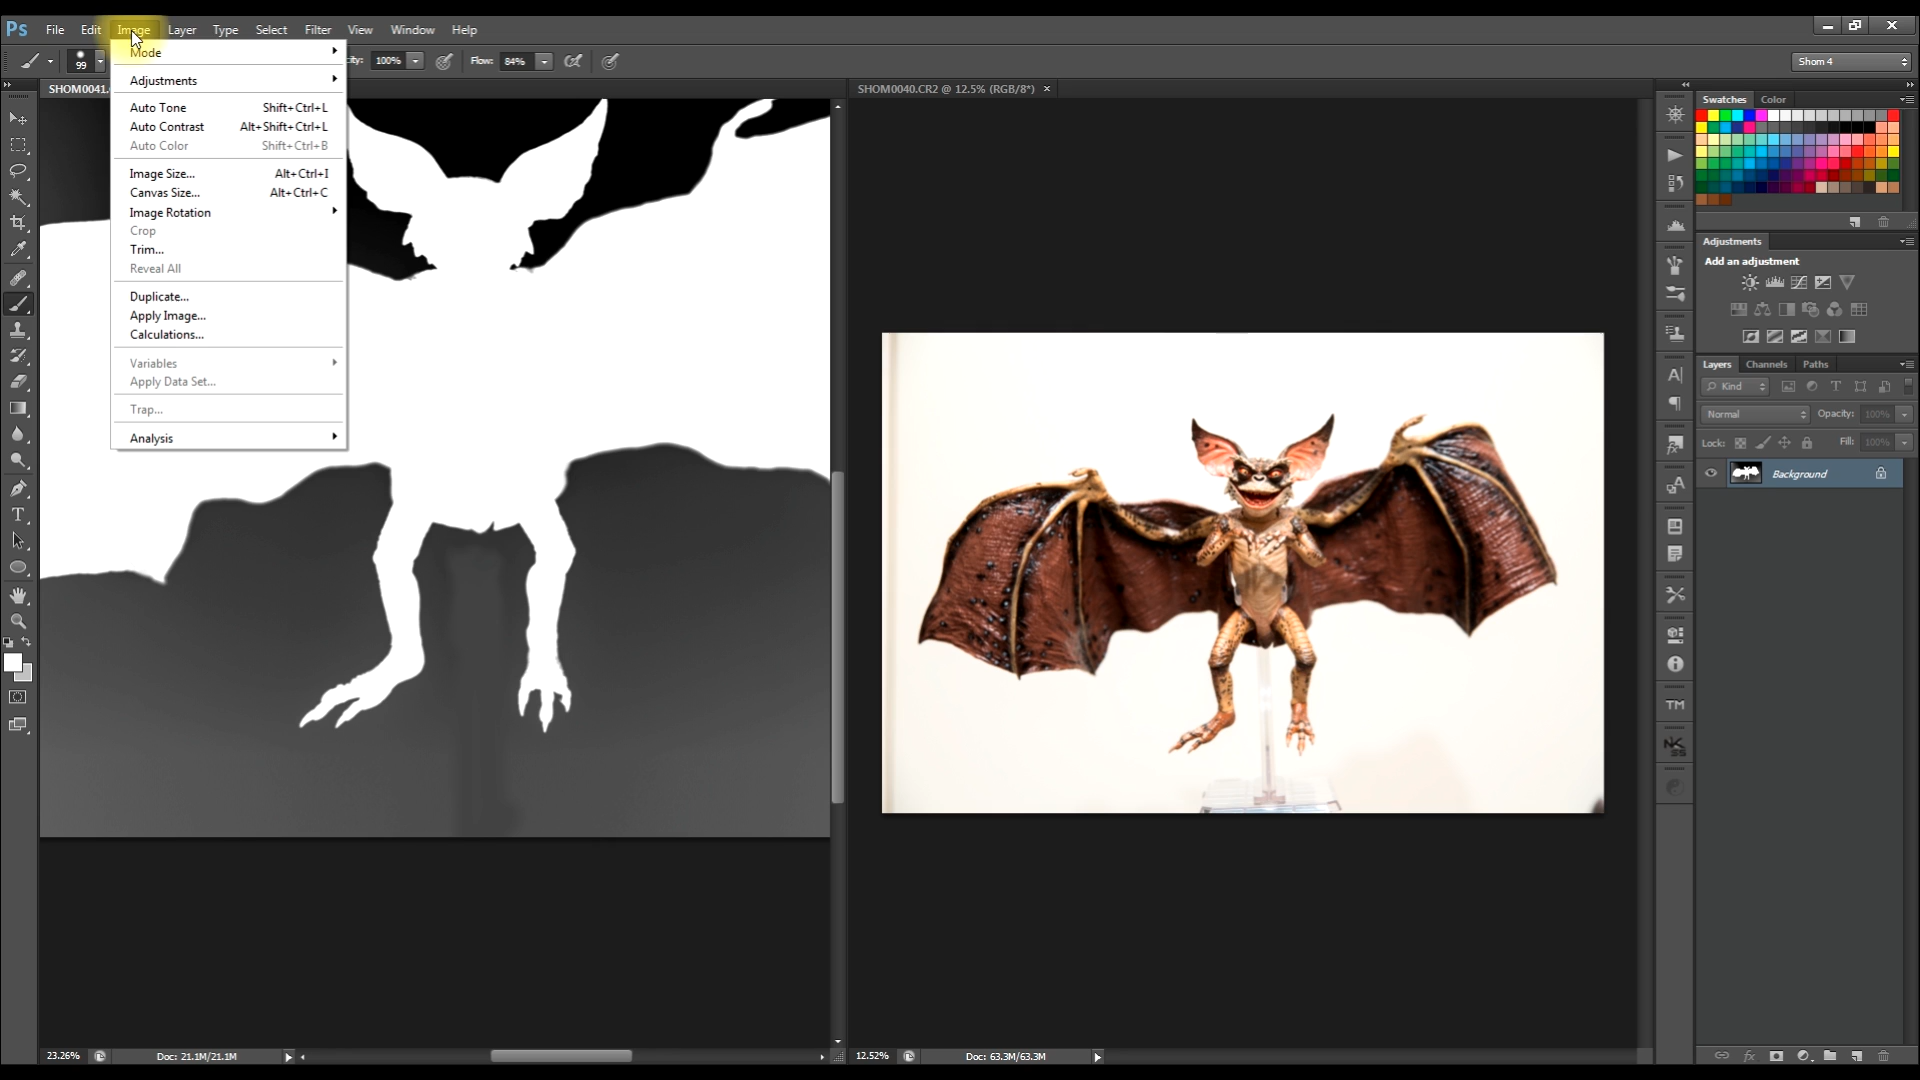 Ps File Edit Image Layer Type Select Filter View Window Help
99 city: 100% Flow: 84% Shom 4
SHOM0041. SHOM0040.CR2 @ 12.5% (RGB/8*) ×
Mode
Adjustments
Auto Tone Shift+Ctrl+L
Auto Contrast Alt+Shift+Ctrl+L
Auto Color Shift+Ctrl+B
Image Size... Alt+Ctrl+I
Canvas Size... Alt+Ctrl+C
Image Rotation
Crop
Trim...
Reveal All
Duplicate...
Apply Image...
Calculations...
Variables
Apply Data Set...
Trap...
Analysis
Swatches Color
Adjustments
Add an adjustment
Layers Channels Paths
Kind
Normal Opacity: 100%
Lock: Fill: 100%
Background
TM
23.26% Doc: 21.1M/21.1M 12.52% Doc: 63.3M/63.3M